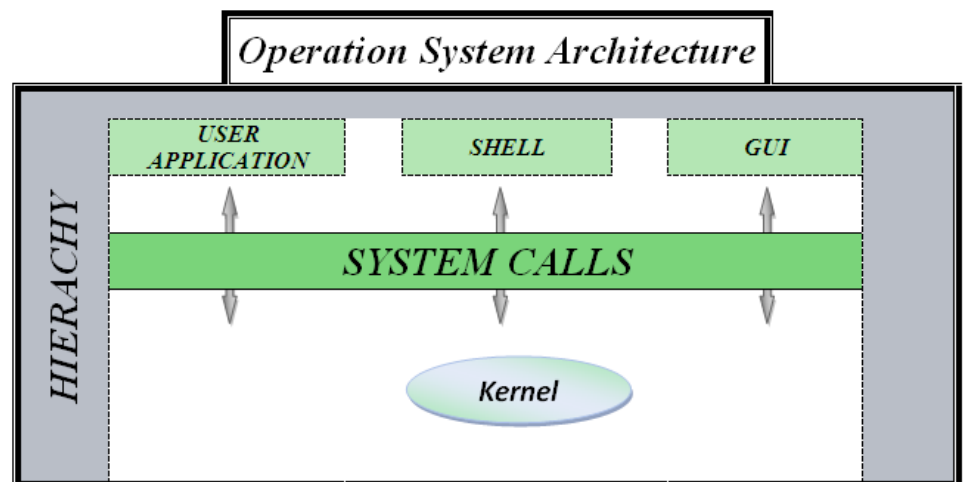 Operation System Architecture
USER
APPLICATION
SHELL
GUI
SYSTEM CALLS
HIERACHY
Kernel